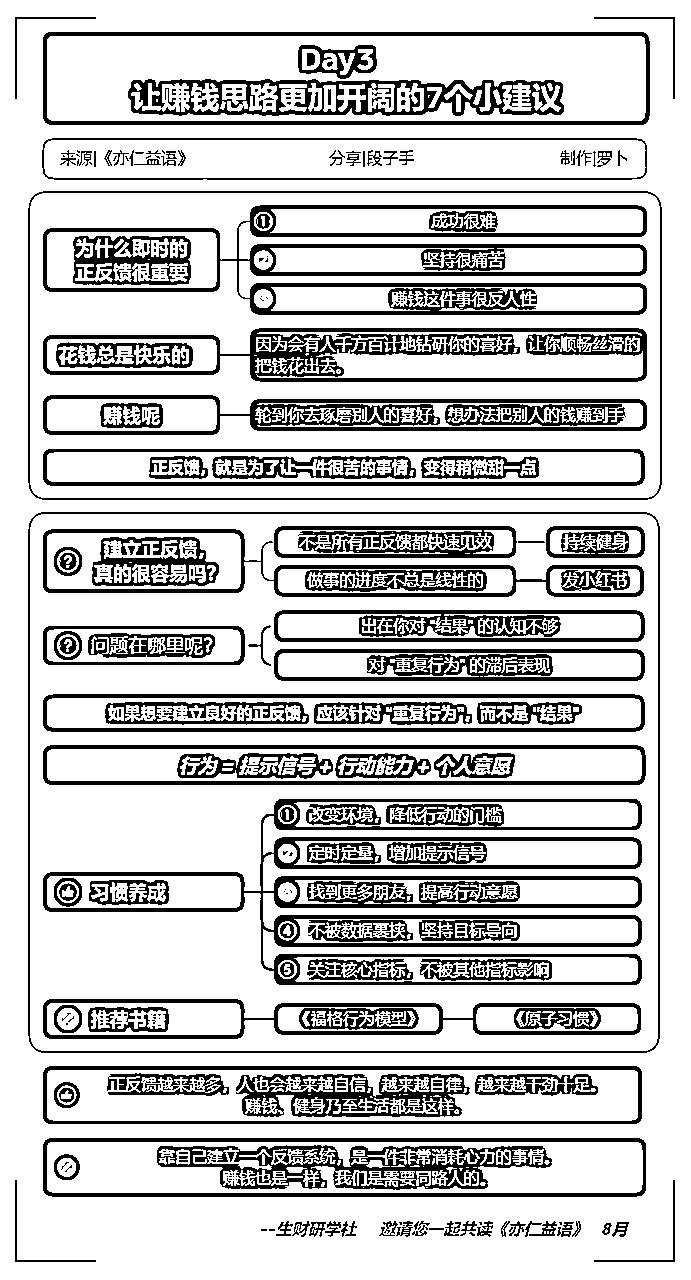 Day3
让赚钱思路更加开阔的7个小建议
来源|《亦仁益语》
分享|段子手
制作|罗卜
为什么即时的
正反馈很重要
① 成功很难
坚持很痛苦
赚钱这件事很反人性
花钱总是快乐的
因为会有人千方百计地钻研你的喜好，让你顺畅丝滑的
把钱花出去。
赚钱呢
轮到你去琢磨别人的喜好，想办法把别人的钱赚到手
正反馈，就是为了让一件很苦的事情，变得稍微甜一点
建立正反馈，
真的很容易吗？
不是所有正反馈都快速见效
持续健身
做事的进度不总是线性的
发小红书
问题在哪里呢？
出在你对“结果”的认知不够
对“重复行为”的滞后表现
如果想要建立良好的正反馈，应该针对“重复行为”，而不是“结果”
行为 = 提示信号 + 行动能力 + 个人意愿
习惯养成
① 改变环境，降低行动的门槛
定时定量，增加提示信号
找到更多朋友，提高行动意愿
④ 不被数据裹挟，坚持目标导向
⑤ 关注核心指标，不被其他指标影响
推荐书籍
《福格行为模型》
《原子习惯》
正反馈越来越多，人也会越来越自信，越来越自律，越来越干劲十足。
赚钱、健身乃至生活都是这样。
靠自己建立一个反馈系统，是一件非常消耗心力的事情。
赚钱也是一样，我们是需要同路人的。
--生财研学社 邀请您一起共读《亦仁益语》 8月